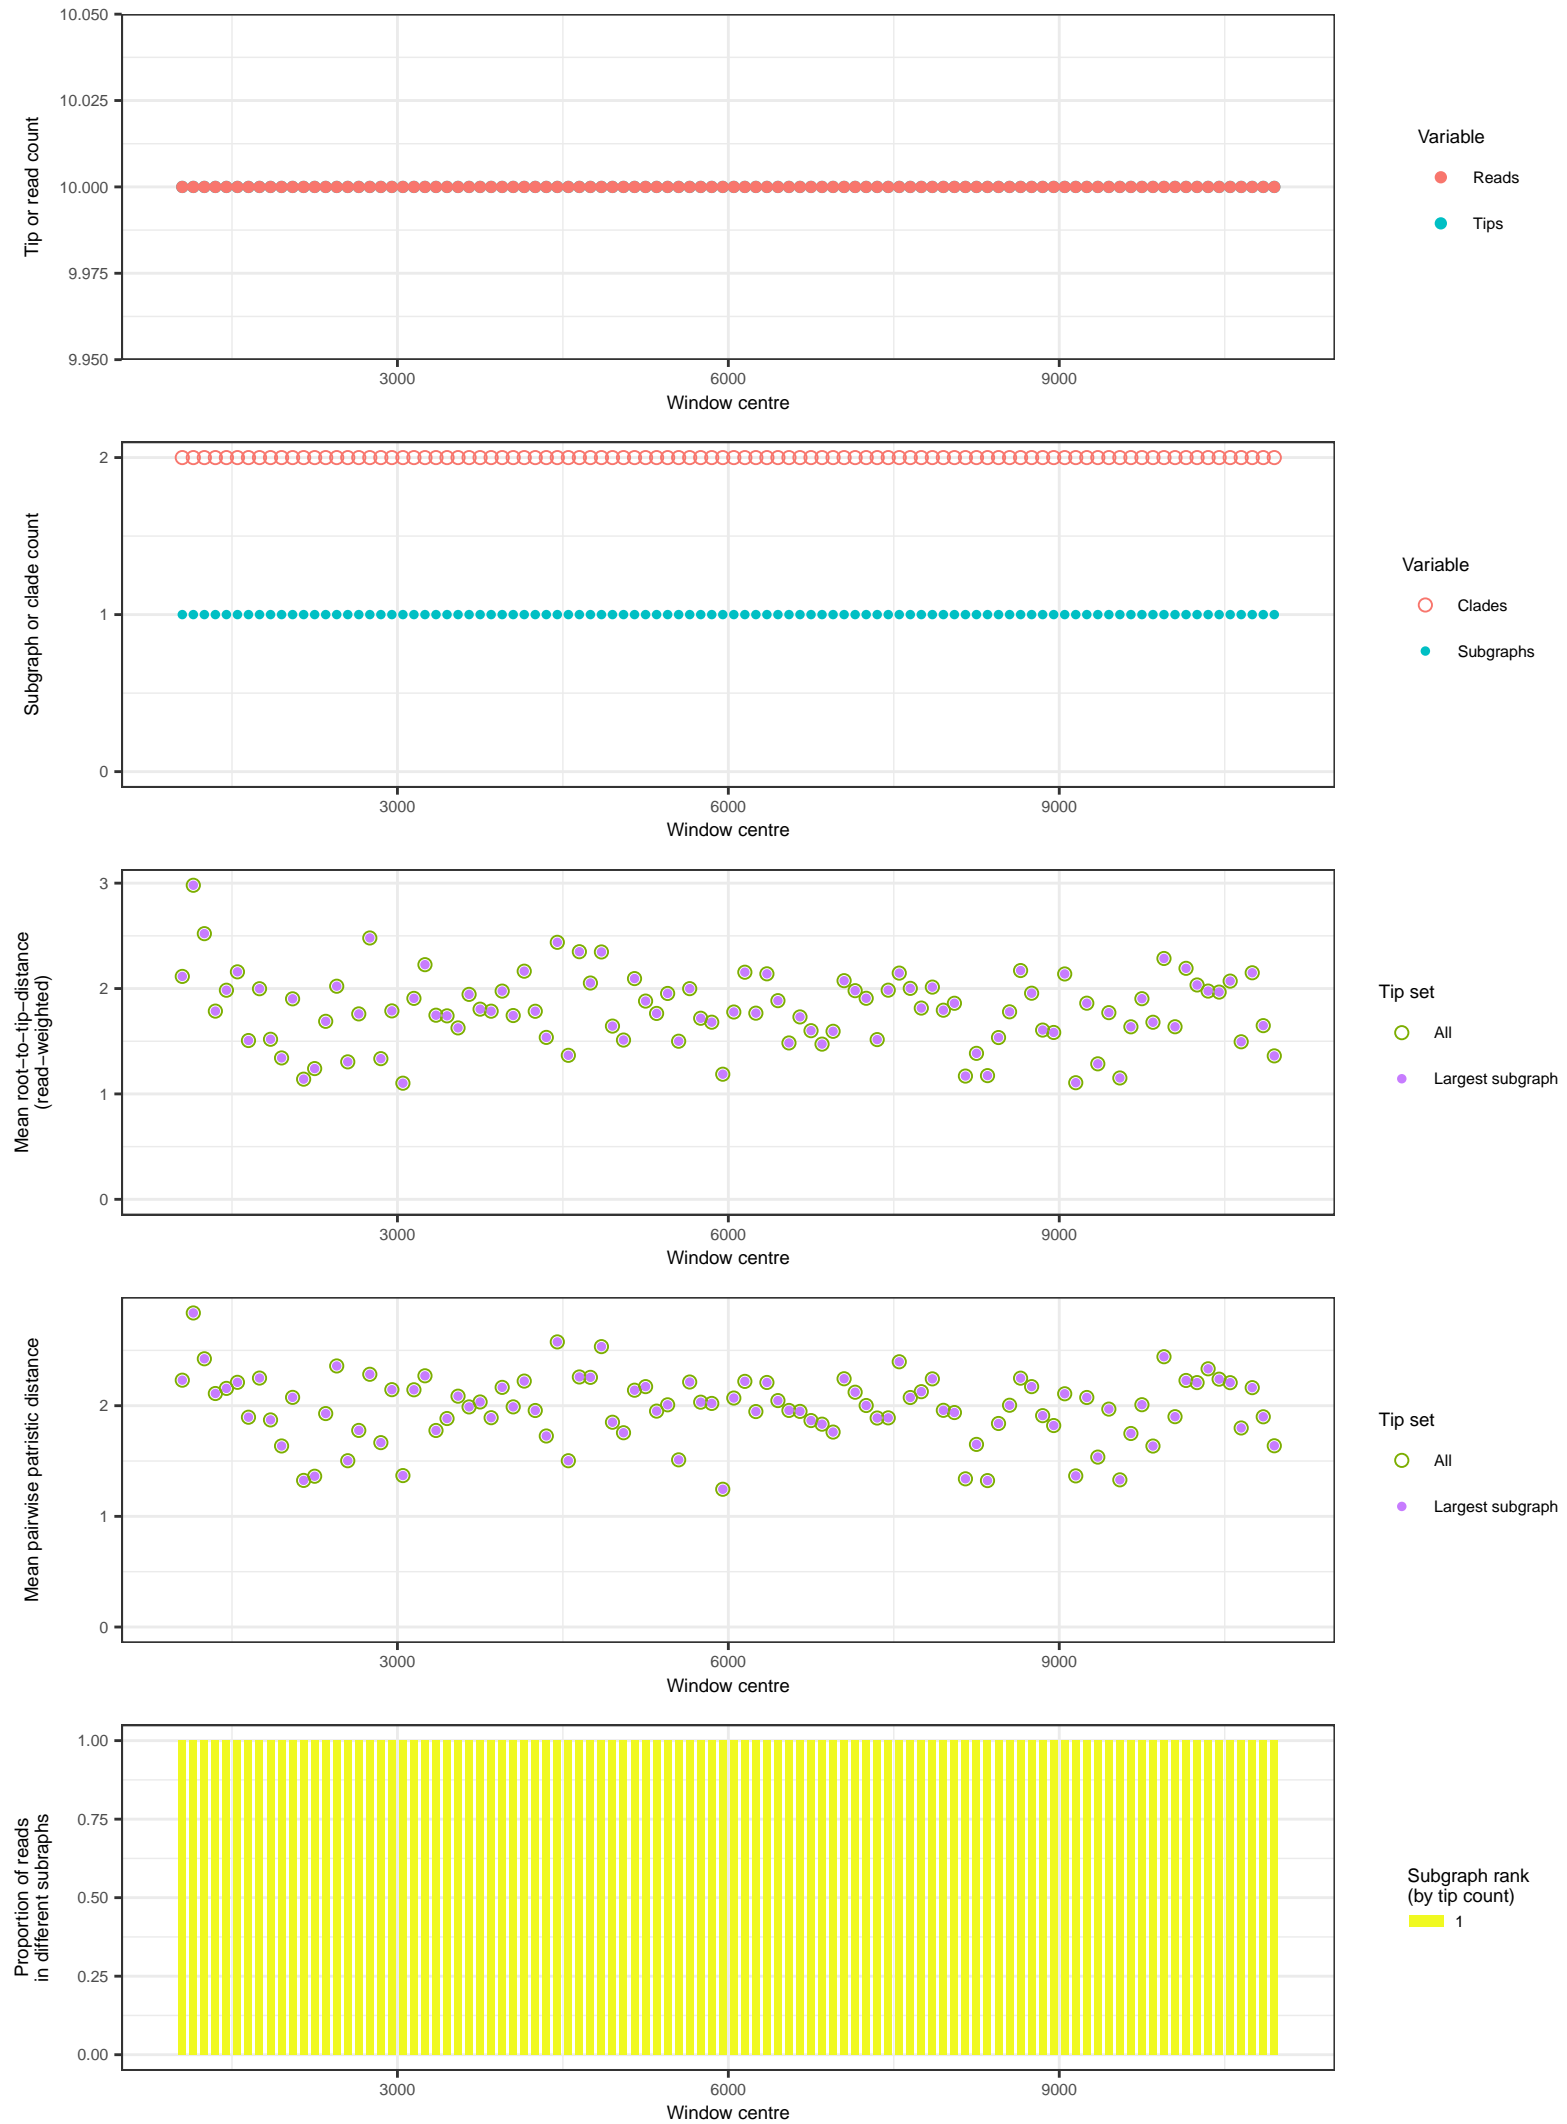 10.050
10.025
10.000
9.975
9.950
Tip or read count
3000
6000
9000
Window centre
Variable
Reads
Tips
2
1
0
Subgraph or clade count
3000
6000
9000
Window centre
Variable
Clades
Subgraphs
3
2
1
0
Mean root−to−tip−distance
(read−weighted)
3000
6000
9000
Window centre
Tip set
All
Largest subgraph
2
1
0
Mean pairwise patristic distance
3000
6000
9000
Window centre
Tip set
All
Largest subgraph
1.00
0.75
0.50
0.25
0.00
Proportion of reads
in different subraphs
3000
6000
9000
Window centre
Subgraph rank
(by tip count)
1